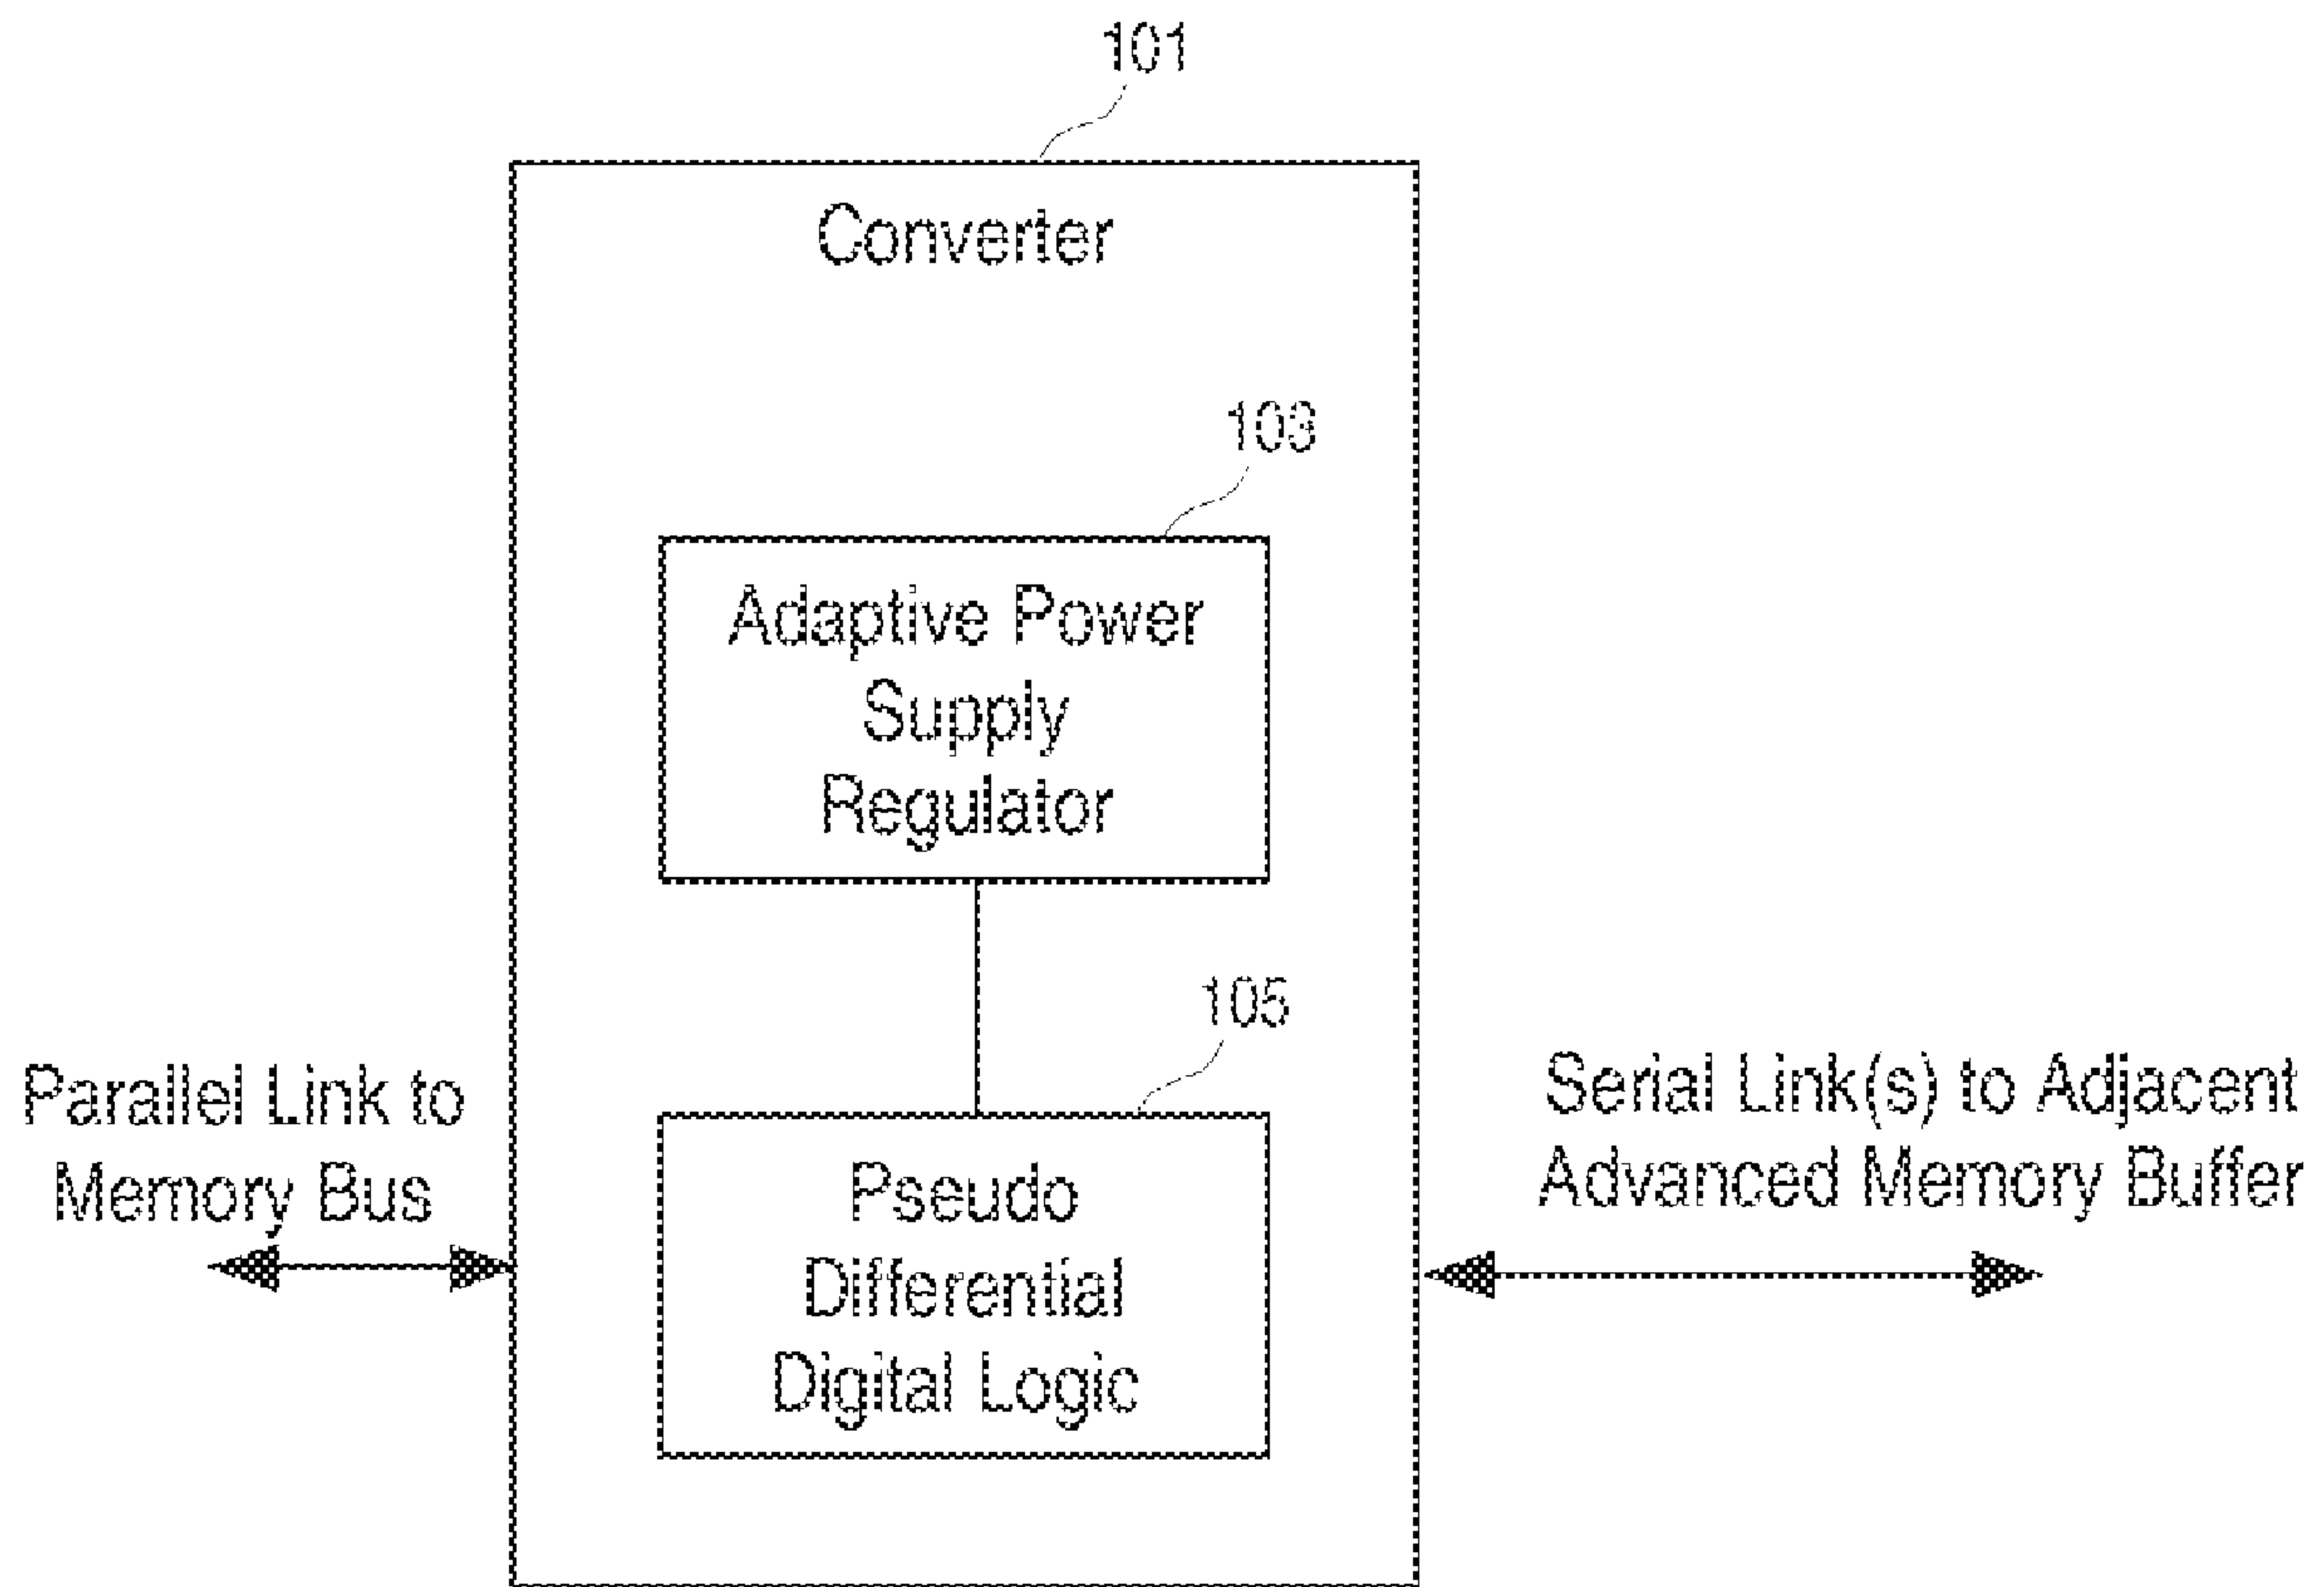 101
Converter
103
Adaptive Power
Supply
Regulator
105
Parallel Link to
Memory Bus
Pseudo
Differential
Digital Logic
Serial Link(s) to Adjacent
Advanced Memory Buffer